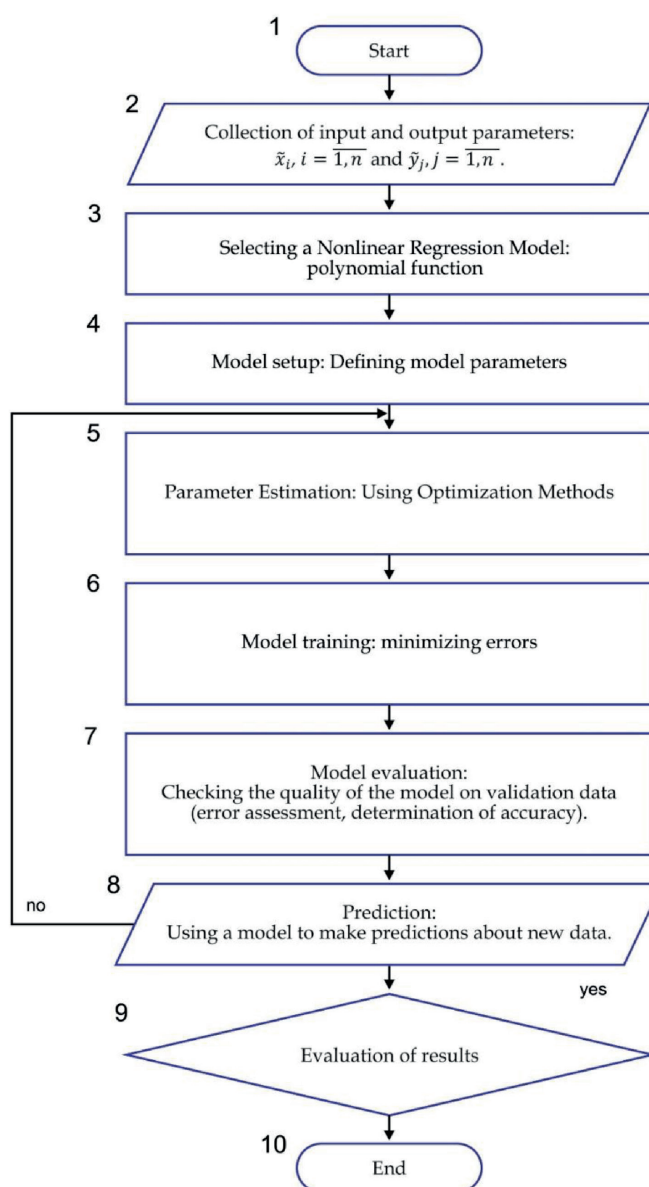 1
Start
2
Collection of input and output parameters:
x̃ᵢ, i = 1,n̅ and ỹⱼ, j = 1,n̅ .
3
Selecting a Nonlinear Regression Model:
polynomial function
4
Model setup: Defining model parameters
5
Parameter Estimation: Using Optimization Methods
6
Model training: minimizing errors
7
Model evaluation:
Checking the quality of the model on validation data
(error assessment, determination of accuracy).
8
no
Prediction:
Using a model to make predictions about new data.
yes
9
Evaluation of results
10
End